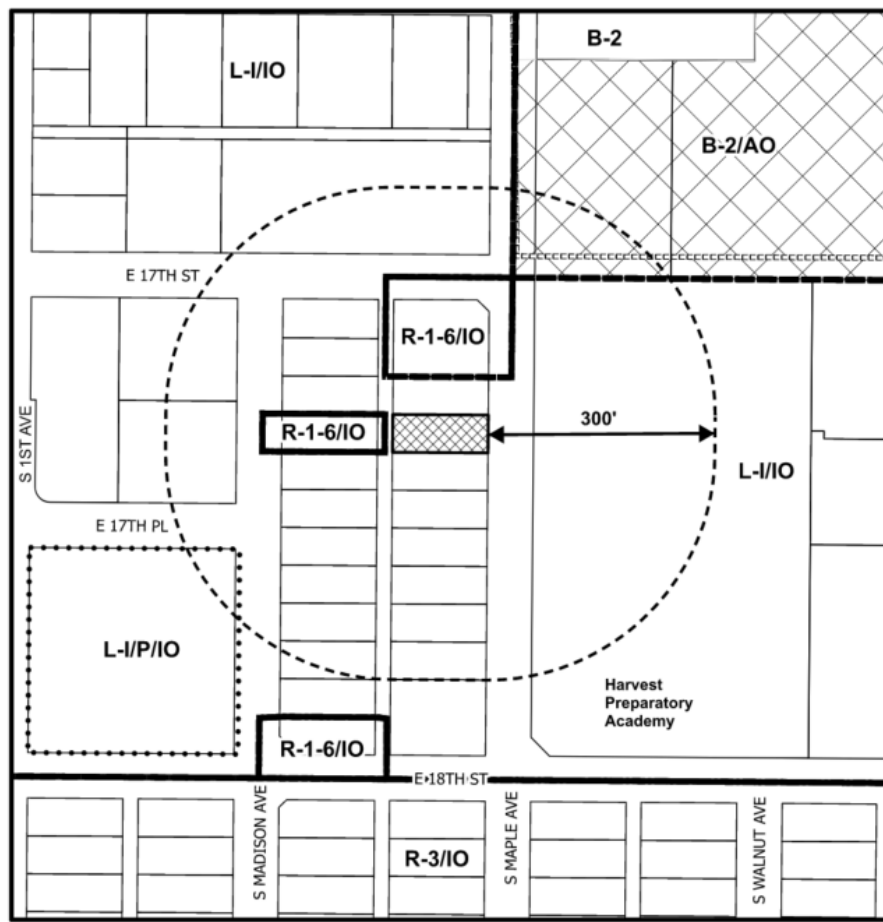 B-2
L-I/IO
B-2/AO
E 17TH ST
R-1-6/IO
300'
R-1-6/IO
S 1ST AVE
L-I/IO
E 17TH PL
L-I/P/IO
Harvest
Preparatory
Academy
R-1-6/IO
E 18TH ST
S MADISON AVE
S MAPLE AVE
S WALNUT AVE
R-3/IO